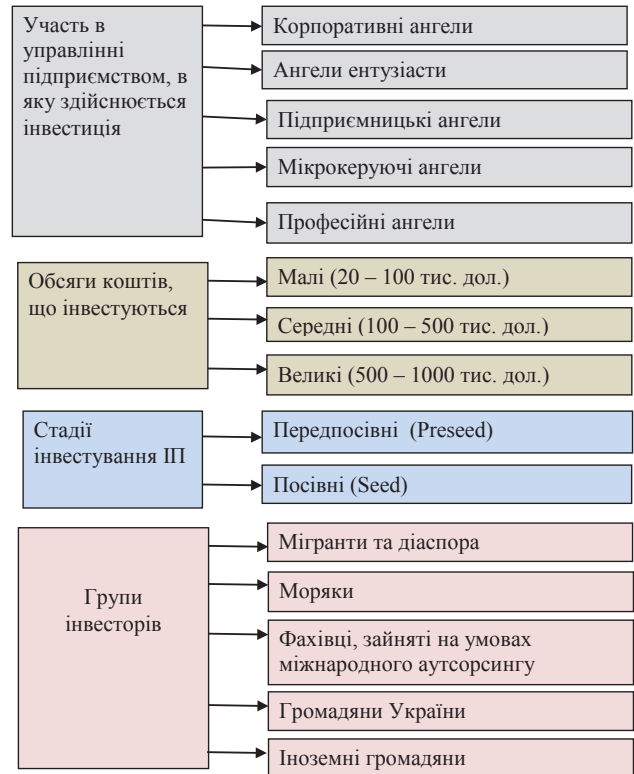 Участь в
управлінні
підприємством, в
яку здійснюється
інвестиція
Корпоративні ангели
Ангели ентузіасти
Підприємницькі ангели
Мікрокеруючі ангели
Професійні ангели
Обсяги коштів,
що інвестуються
Малі (20 – 100 тис. дол.)
Середні (100 – 500 тис. дол.)
Великі (500 – 1000 тис. дол.)
Стадії
інвестування ІП
Передпосівні (Preseed)
Посівні (Seed)
Групи
інвесторів
Мігранти та діаспора
Моряки
Фахівці, зайняті на умовах
міжнародного аутсорсингу
Громадяни України
Іноземні громадяни